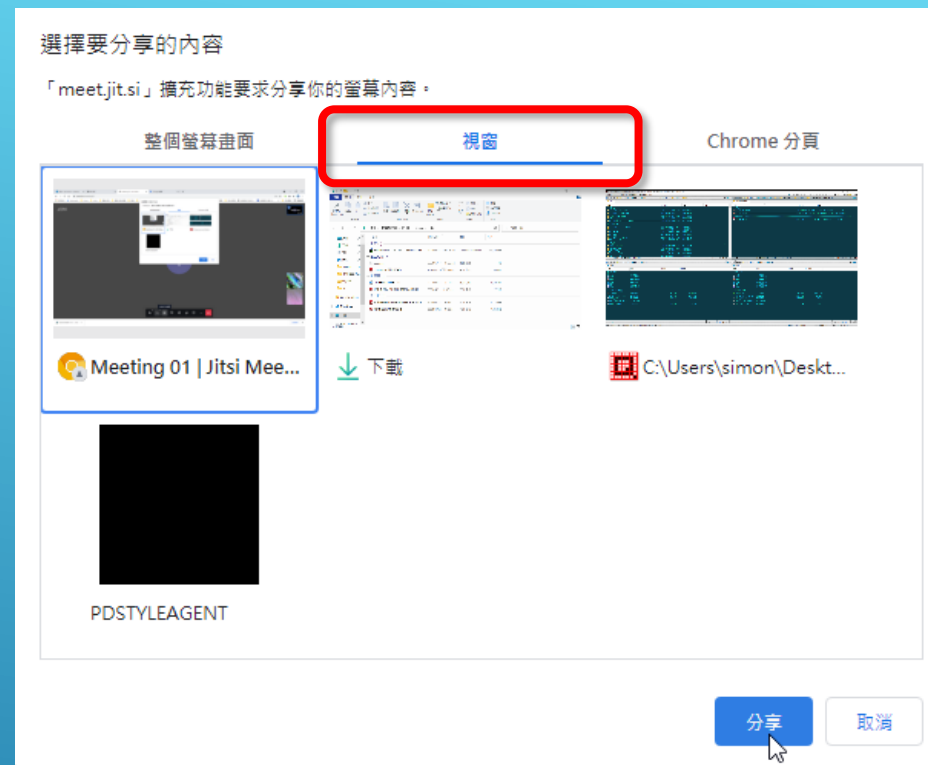 選擇要分享的內容
「meet.jit.si」擴充功能要求分享你的螢幕內容。
整個螢幕畫面
視窗
Chrome 分頁
Meeting 01 | Jitsi Mee...
下載
C:\Users\simon\Deskt...
PDSTYLEAGENT
分享
取消